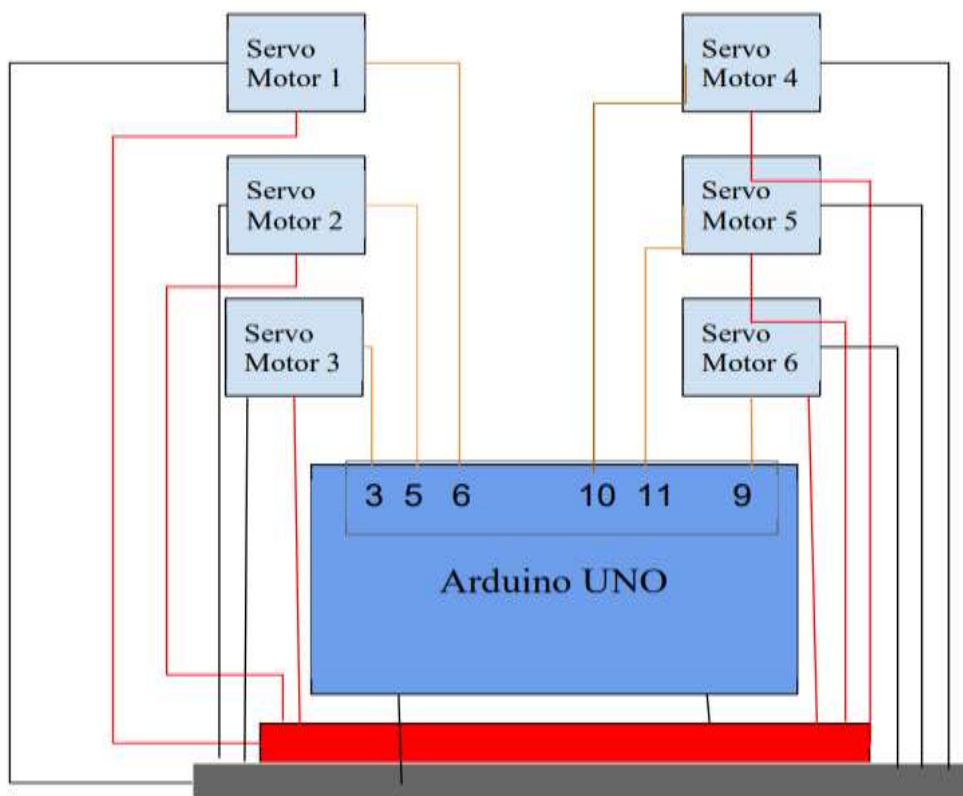 Servo
Motor 1
Servo
Motor 4
Servo
Motor 2
Servo
Motor 5
Servo
Motor 3
Servo
Motor 6
3 5 6 10 11 9
Arduino UNO